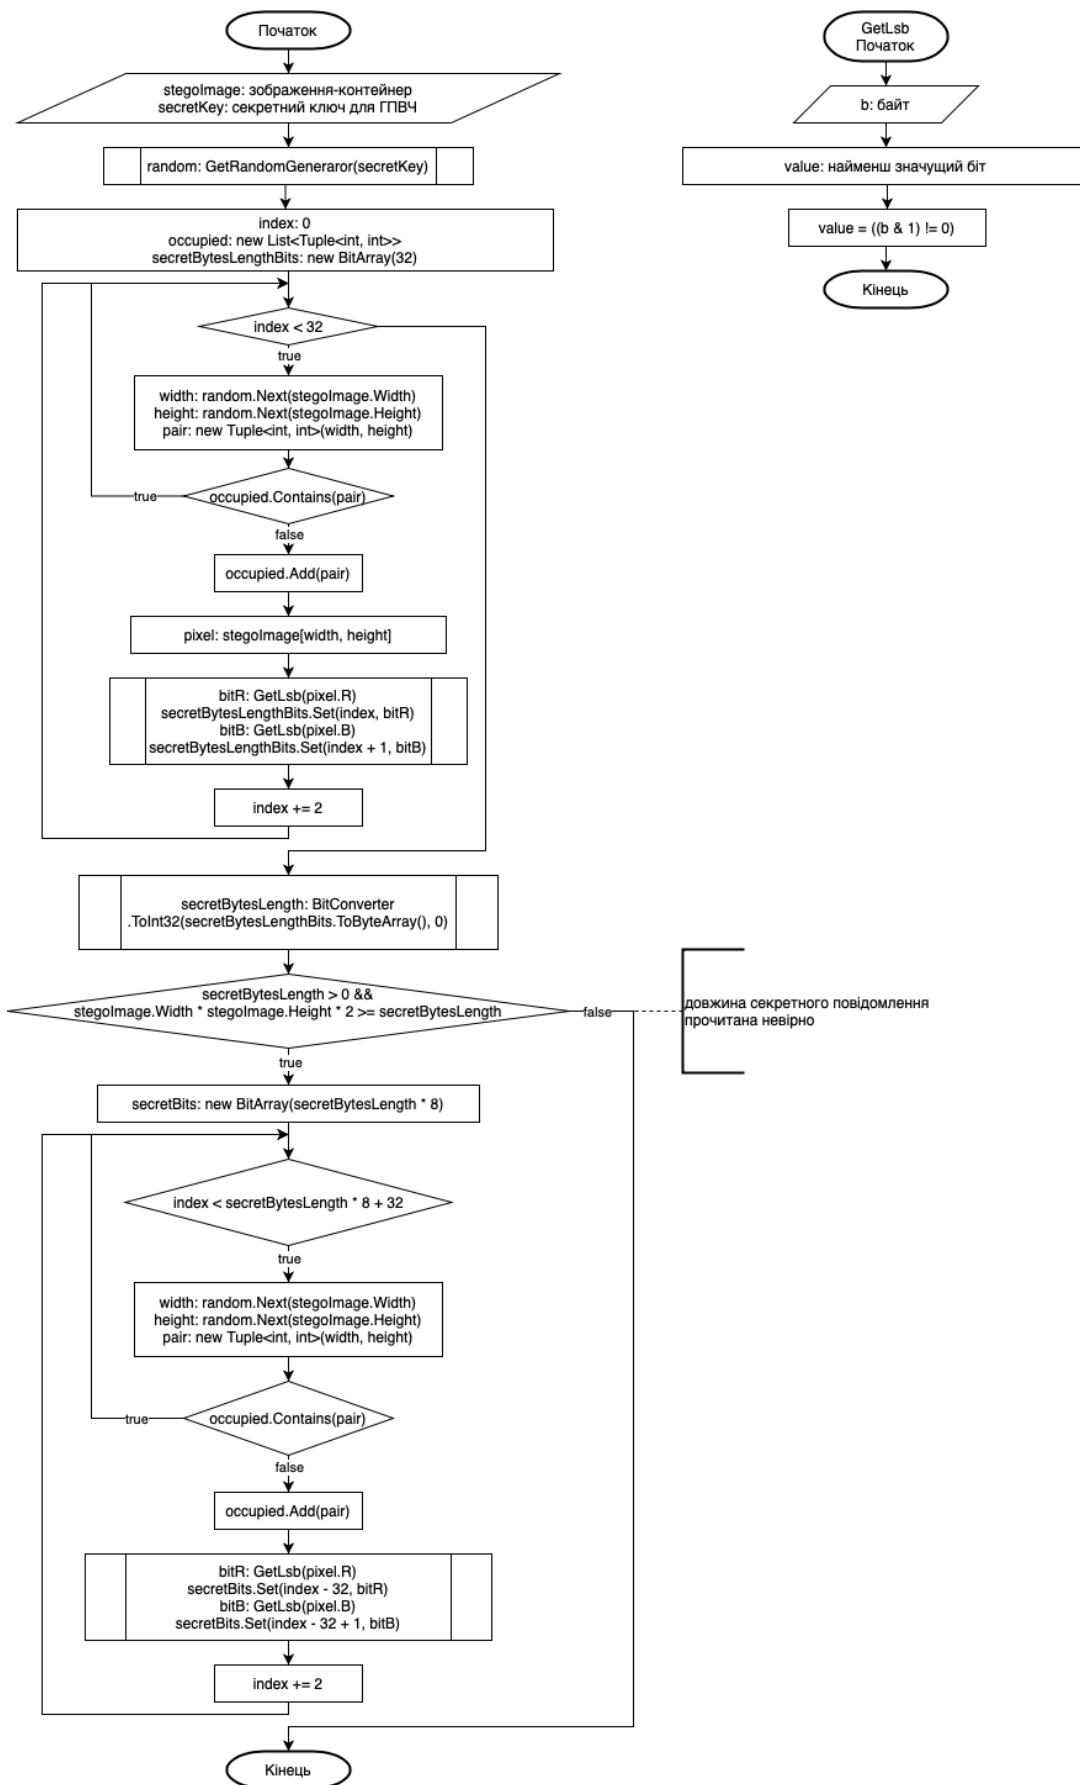 Початок
stegoImage: зображення-контейнер
secretKey: секретний ключ для ГПВЧ
random: GetRandomGeneraror(secretKey)
index: 0
occupied: new List<Tuple<int, int>>
secretBytesLengthBits: new BitArray(32)
index < 32
true
width: random.Next(stegoImage.Width)
height: random.Next(stegoImage.Height)
pair: new Tuple<int, int>(width, height)
occupied.Contains(pair)
true
false
occupied.Add(pair)
pixel: stegoImage[width, height]
bitR: GetLsb(pixel.R)
secretBytesLengthBits.Set(index, bitR)
bitB: GetLsb(pixel.B)
secretBytesLengthBits.Set(index + 1, bitB)
index += 2
secretBytesLength: BitConverter
.ToInt32(secretBytesLengthBits.ToByteArray(), 0)
secretBytesLength > 0 &&
stegoImage.Width * stegoImage.Height * 2 >= secretBytesLength
false
довжина секретного повідомлення
прочитана невірно
true
secretBits: new BitArray(secretBytesLength * 8)
index < secretBytesLength * 8 + 32
true
width: random.Next(stegoImage.Width)
height: random.Next(stegoImage.Height)
pair: new Tuple<int, int>(width, height)
occupied.Contains(pair)
true
false
occupied.Add(pair)
bitR: GetLsb(pixel.R)
secretBits.Set(index - 32, bitR)
bitB: GetLsb(pixel.B)
secretBits.Set(index - 32 + 1, bitB)
index += 2
Кінець
GetLsb
Початок
b: байт
value: найменш значущий біт
value = ((b & 1) != 0)
Кінець